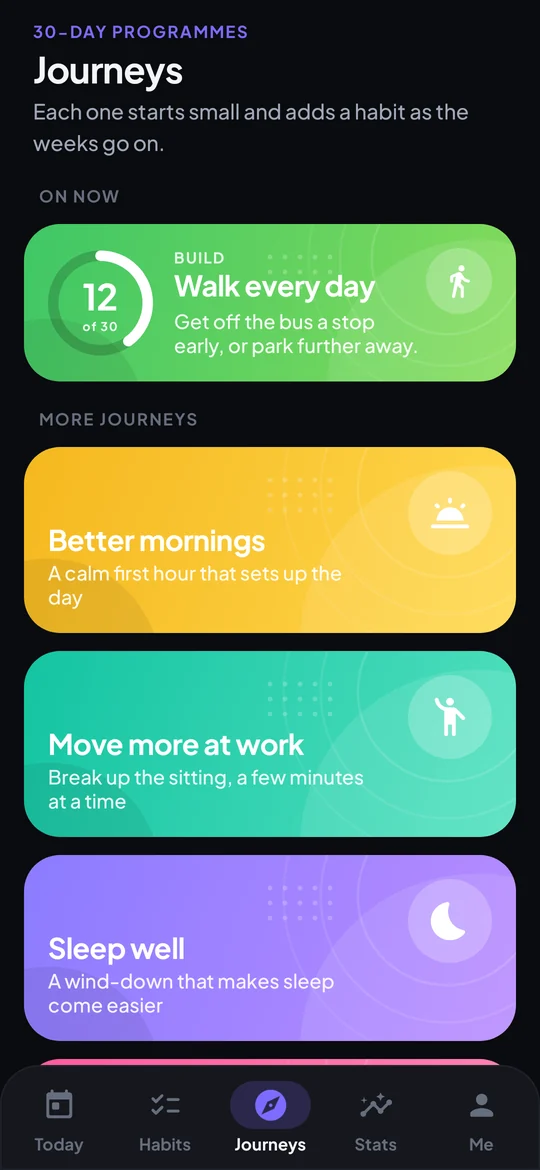 30-DAY PROGRAMMES
Journeys
Each one starts small and adds a habit as the
weeks go on.
ON NOW
12
of 30
BUILD
Walk every day
Get off the bus a stop
early, or park further away.
MORE JOURNEYS
Better mornings
A calm first hour that sets up the
day
Move more at work
Break up the sitting, a few minutes
at a time
Sleep well
A wind-down that makes sleep
come easier
Today
Habits
Journeys
Stats
Me